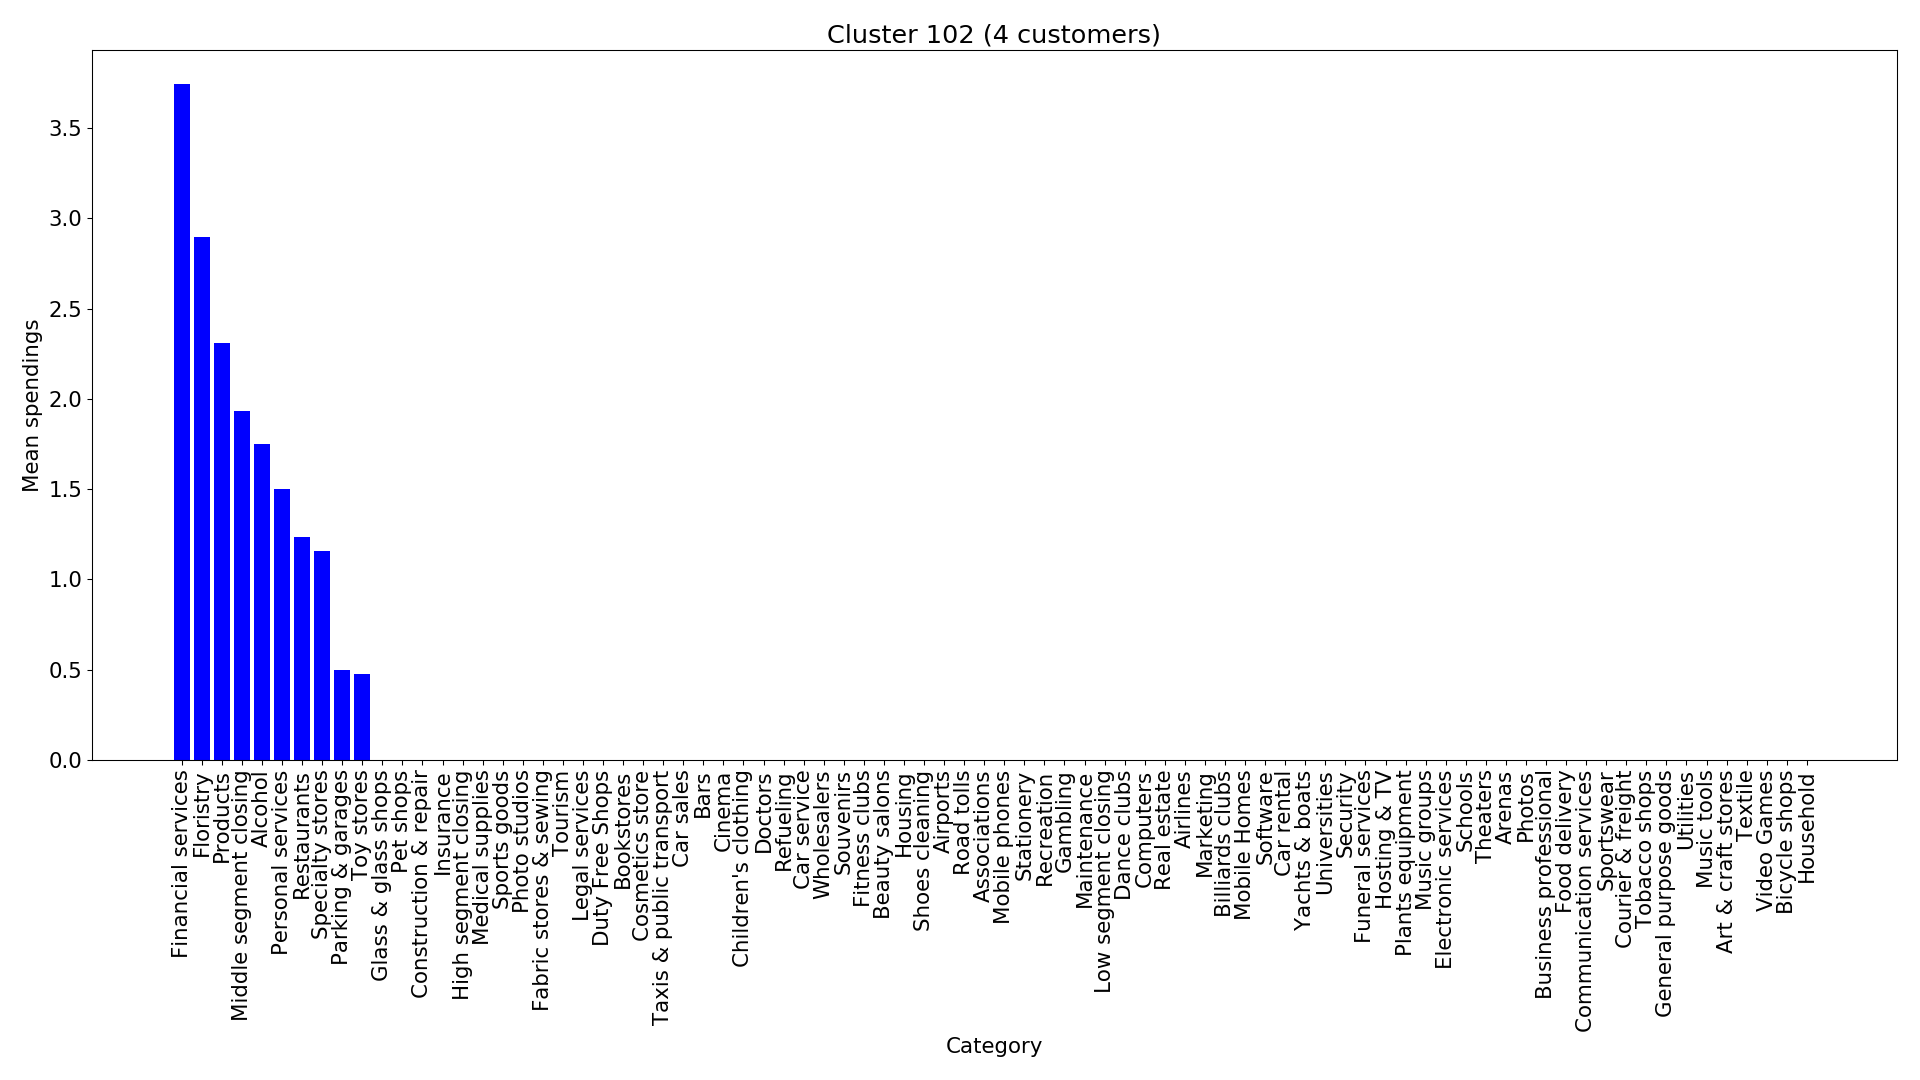 Cluster 102 (4 customers)
Mean spendings
3.5
3.0
2.5
2.0
1.5
1.0
0.5
0.0
Financial services
Floristry
Products
Middle segment closing
Alcohol
Personal services
Restaurants
Specialty stores
Parking & garages
Toy stores
Glass & glass shops
Pet shops
Construction & repair
Insurance
High segment closing
Medical supplies
Sports goods
Photo studios
Fabric stores & sewing
Tourism
Legal services
Duty Free Shops
Bookstores
Cosmetics store
Taxis & public transport
Car sales
Bars
Cinema
Children's clothing
Doctors
Refueling
Car service
Wholesalers
Souvenirs
Fitness clubs
Beauty salons
Housing
Shoes cleaning
Airports
Road tolls
Associations
Mobile phones
Stationery
Recreation
Gambling
Maintenance
Low segment closing
Dance clubs
Computers
Real estate
Airlines
Marketing
Billiards clubs
Mobile Homes
Software
Car rental
Yachts & boats
Universities
Security
Funeral services
Hosting & TV
Plants equipment
Music groups
Electronic services
Schools
Theaters
Arenas
Photos
Business professional
Food delivery
Communication services
Sportswear
Courier & freight
Tobacco shops
General purpose goods
Utilities
Music tools
Art & craft stores
Textile
Video Games
Bicycle shops
Household
Category